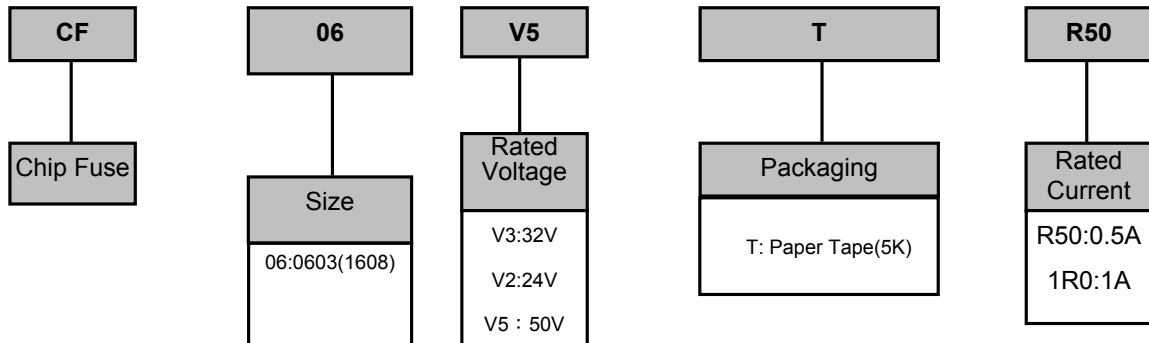 CF
06
V5
T
R50
Chip Fuse
Size
06:0603(1608)
Rated
Voltage
V3:32V
V2:24V
V5：50V
Packaging
T: Paper Tape(5K)
Rated
Current
R50:0.5A
1R0:1A